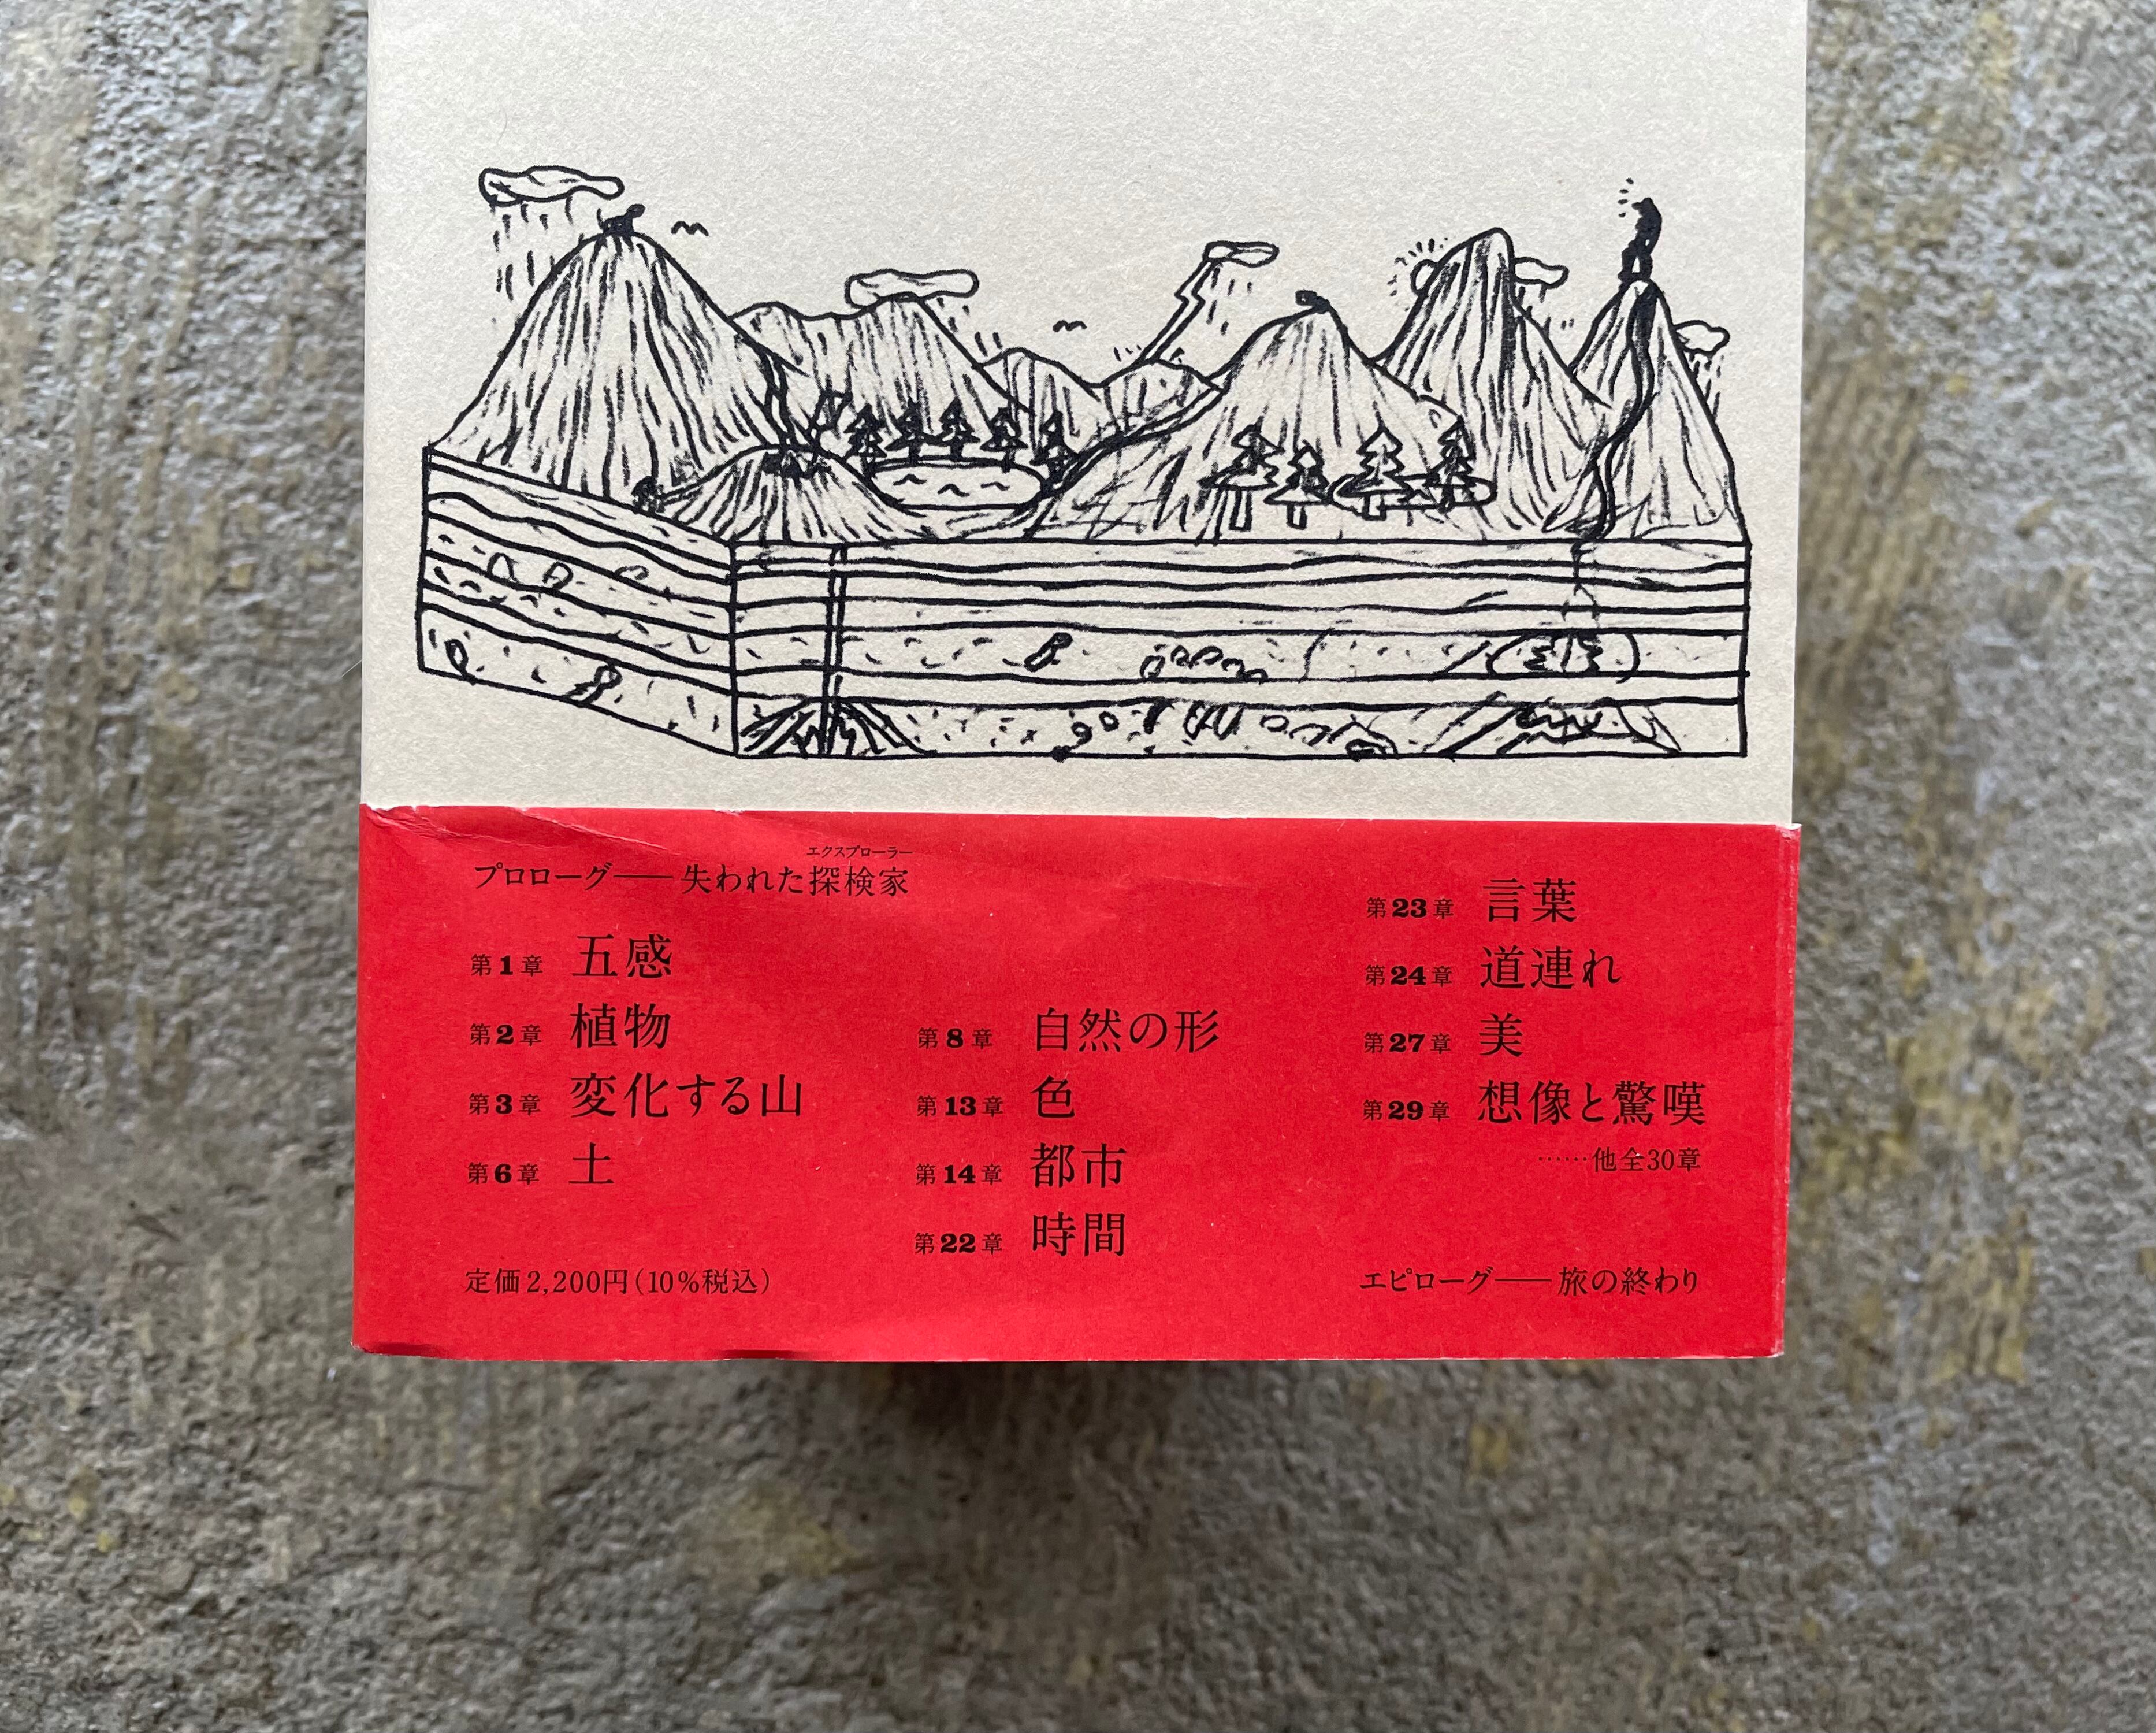 エクスプローラー
プロローグ――失われた探検家
第1章 五感
第2章 植物
第3章 変化する山
第6章 土
第8章 自然の形
第13章 色
第14章 都市
第22章 時間
第23章 言葉
第24章 道連れ
第27章 美
第29章 想像と驚嘆
……他全30章
定価2,200円(10%税込)
エピローグ――旅の終わり